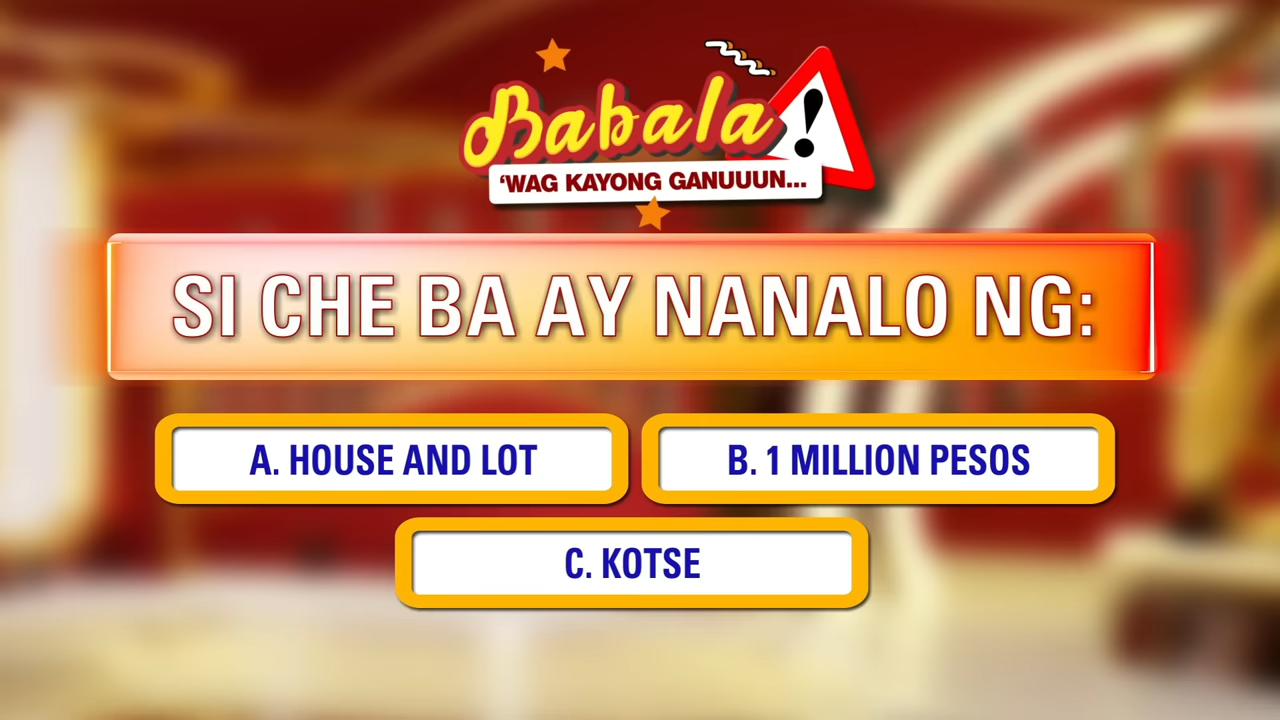 Babala!
‘WAG KAYONG GANUUUN...
SI CHE BA AY NANALO NG:
A. HOUSE AND LOT
B. 1 MILLION PESOS
C. KOTSE